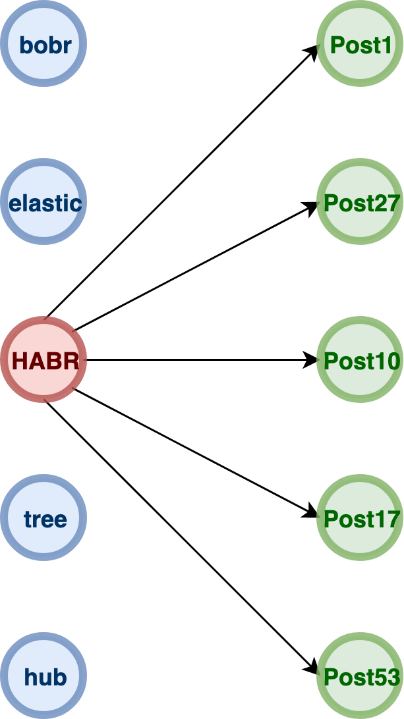 bobr
Post1
elastic
Post27
HABR
Post10
tree
Post17
hub
Post53